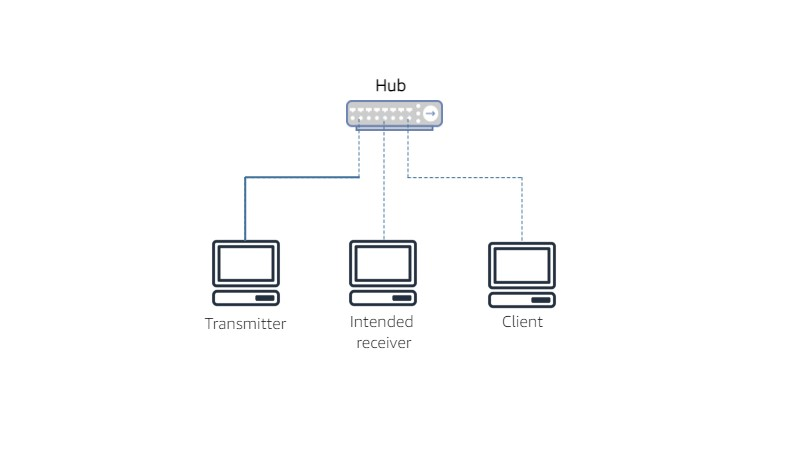 Hub
Transmitter
Intended
receiver
Client